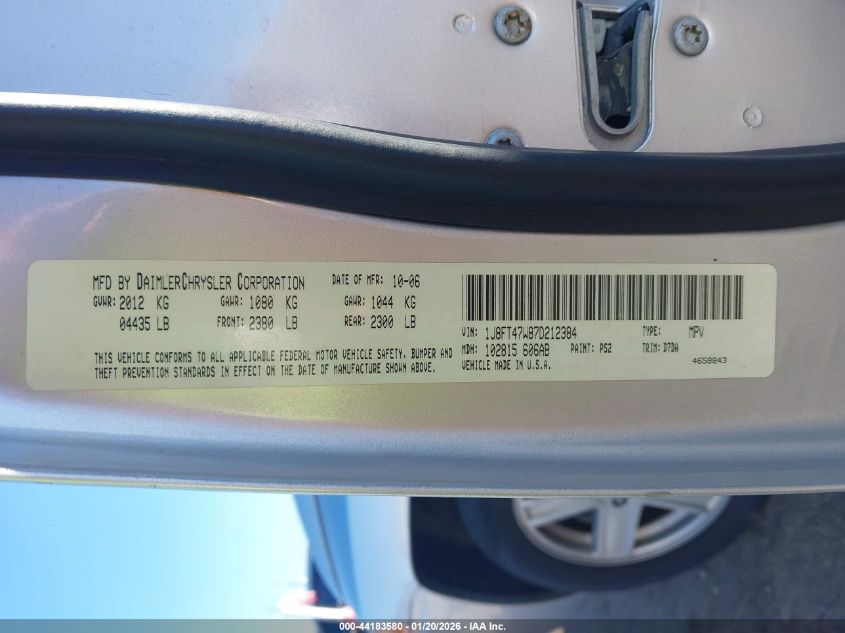 MFD BY DAIMLERCHRYSLER CORPORATION DATE OF MFR: 10-06
GVWR: 2012 KG GAWR: 1080 KG GAWR: 1044 KG
04435 LB FRONT: 2380 LB REAR: 2300 LB
THIS VEHICLE CONFORMS TO ALL APPLICABLE FEDERAL MOTOR VEHICLE SAFETY, BUMPER AND
THEFT PREVENTION STANDARDS IN EFFECT ON THE DATE OF MANUFACTURE SHOWN ABOVE.
VIN: 1J8FT47W87D212384 TYPE: MPV
MDH: 102815 606AB PAINT: PS2 TRIM: D7DA
VEHICLE MADE IN U.S.A. 4658843
000-44183580 - 01/20/2026 - IAA Inc.